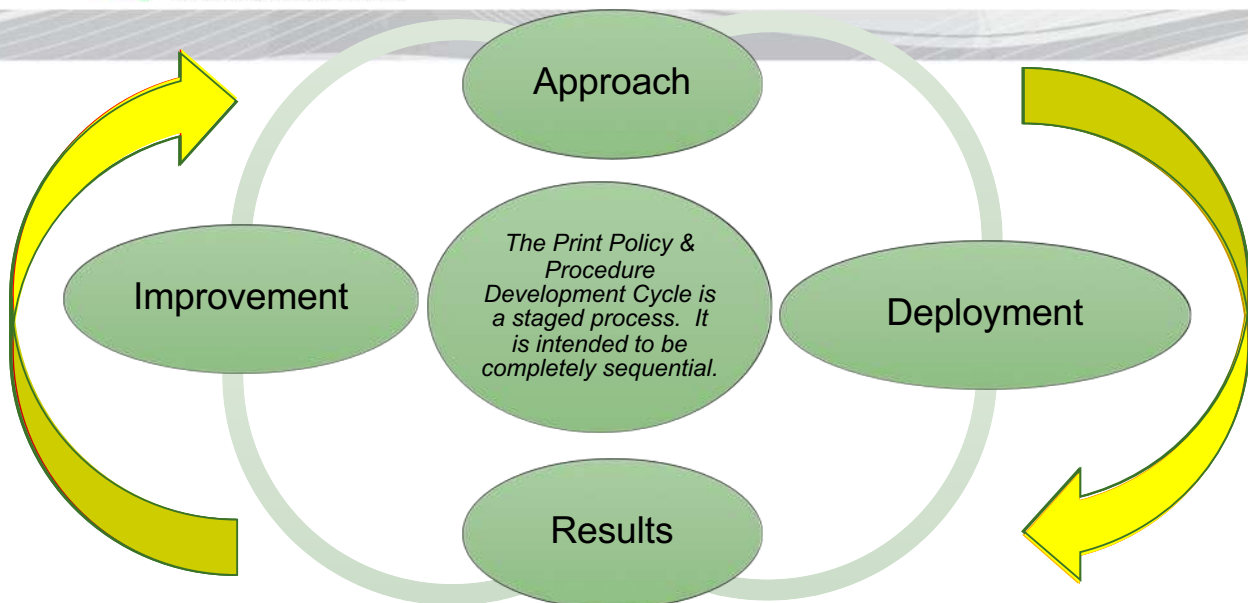 Approach
The Print Policy &
Procedure
Development Cycle is
a staged process.  It
is intended to be
completely sequential.
Improvement
Deployment
Results